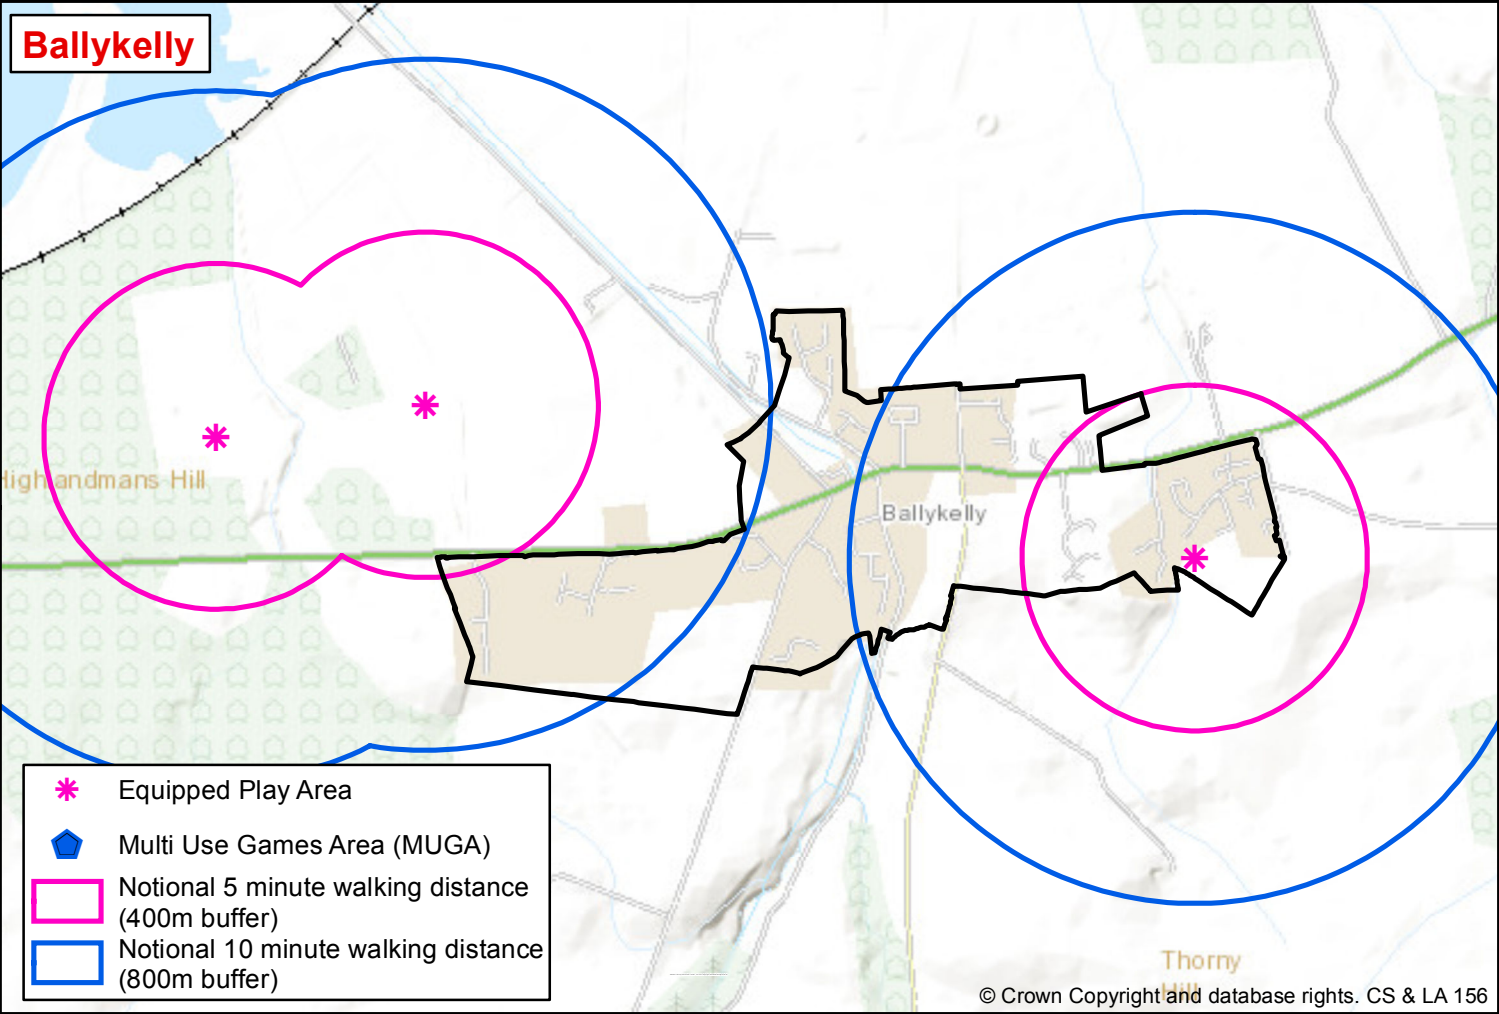 Ballykelly
Highlandmans Hill
Ballykelly
Equipped Play Area
Multi Use Games Area (MUGA)
Notional 5 minute walking distance
(400m buffer)
Notional 10 minute walking distance
(800m buffer)
Thorny
Hill
© Crown Copyright and database rights. CS & LA 156